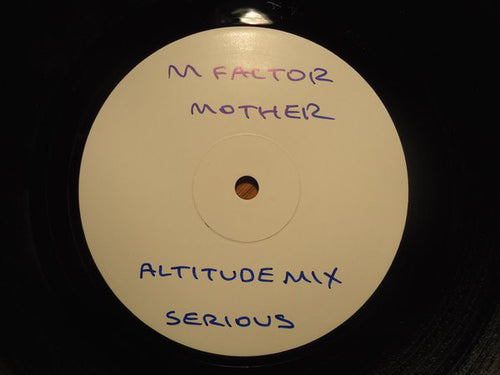 M FACTOR
MOTHER
ALTITUDE MIX
SERIOUS